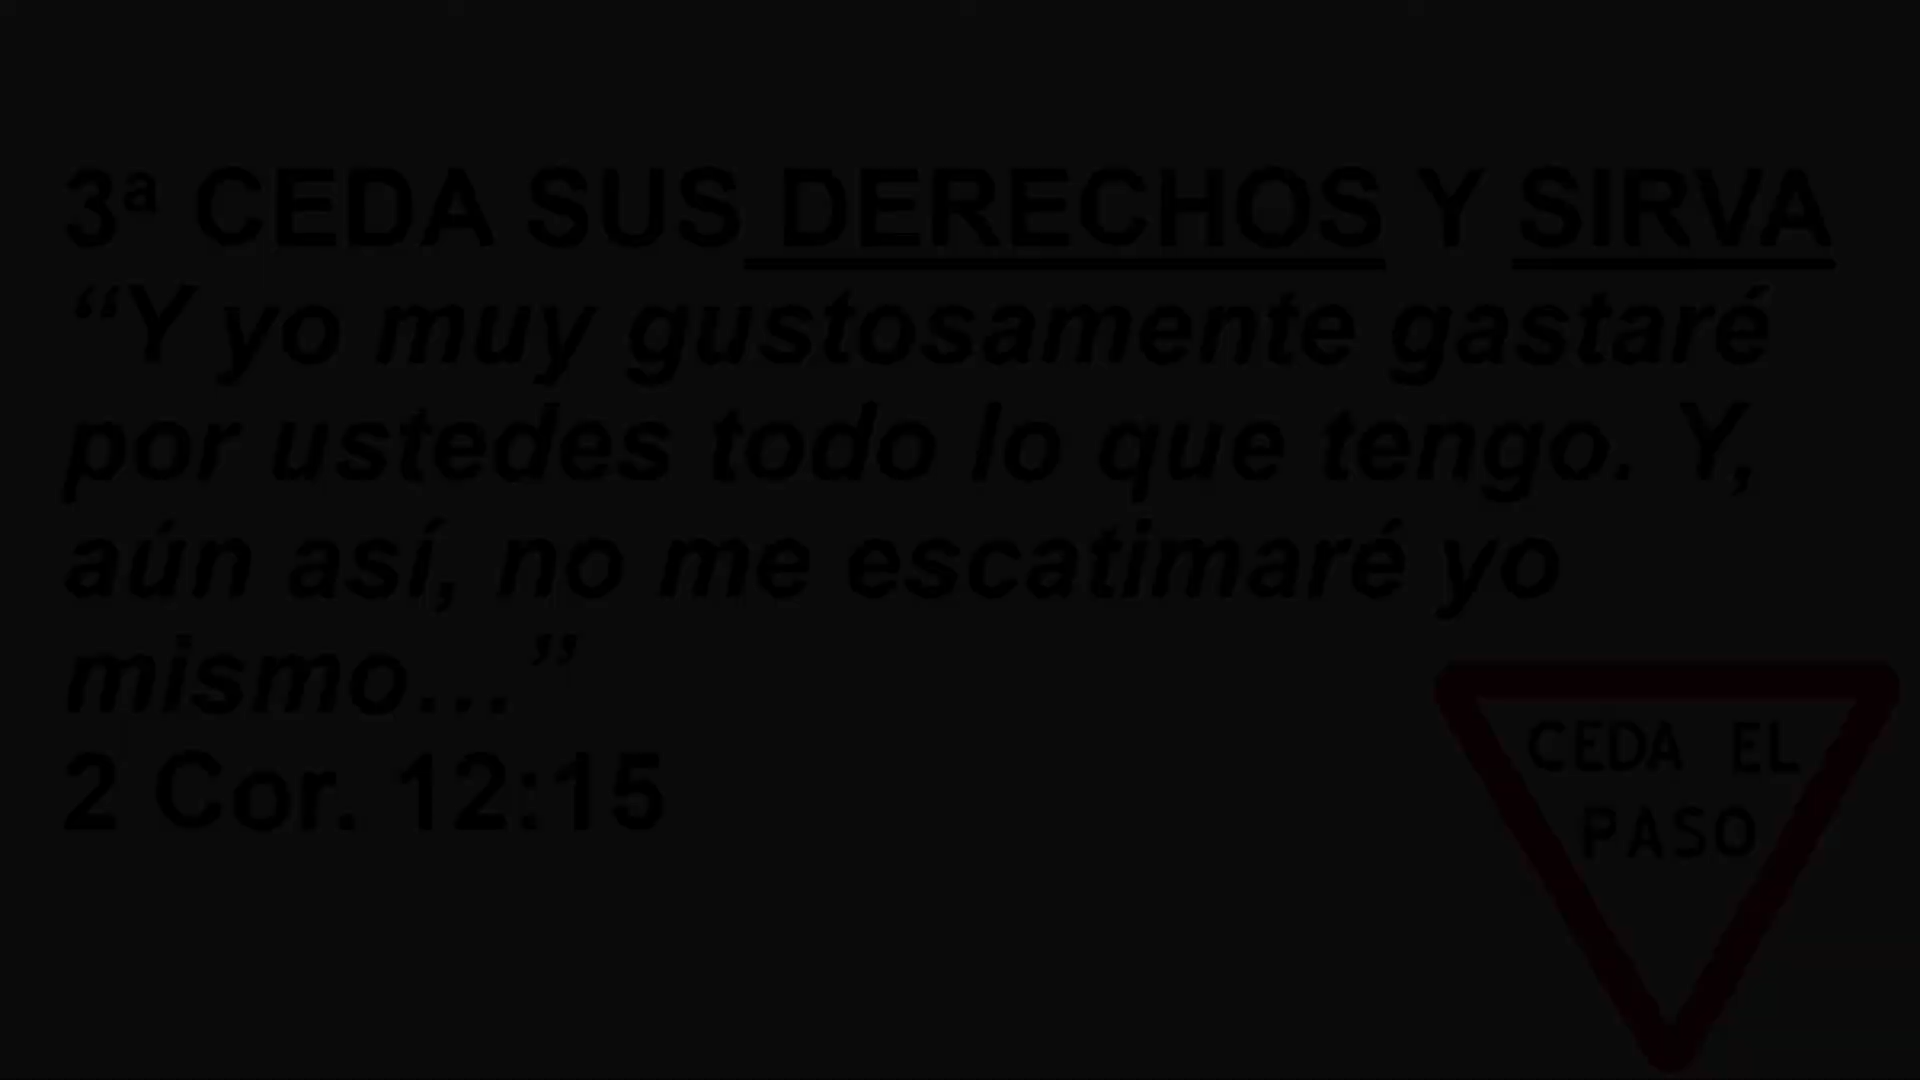 3ª CEDA SUS DERECHOS Y SIRVA
“Y yo muy gustosamente gastaré
por ustedes todo lo que tengo. Y,
aún así, no me escatimaré yo
mismo…”
2 Cor. 12:15
CEDA EL
PASO